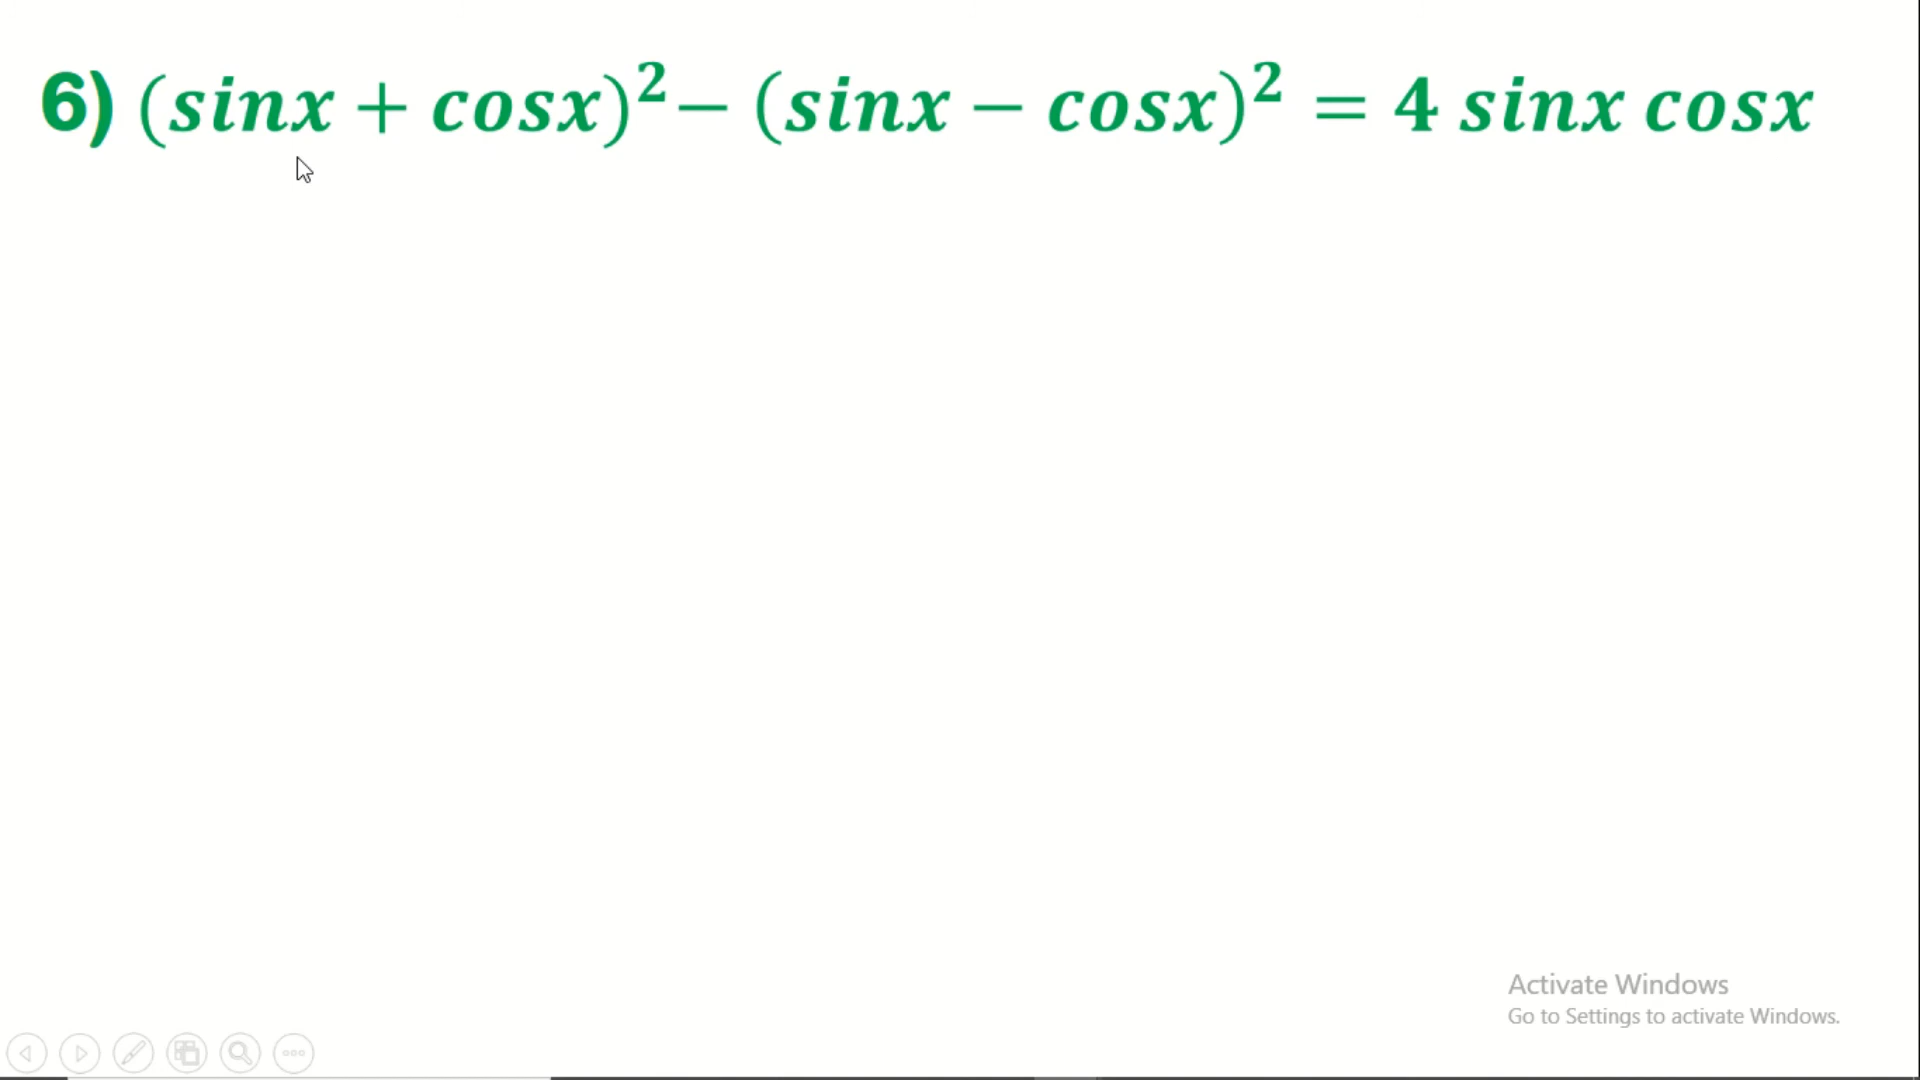 6) (sinx + cosx)² − (sinx − cosx)² = 4 sinx cosx
Activate Windows
Go to Settings to activate Windows.